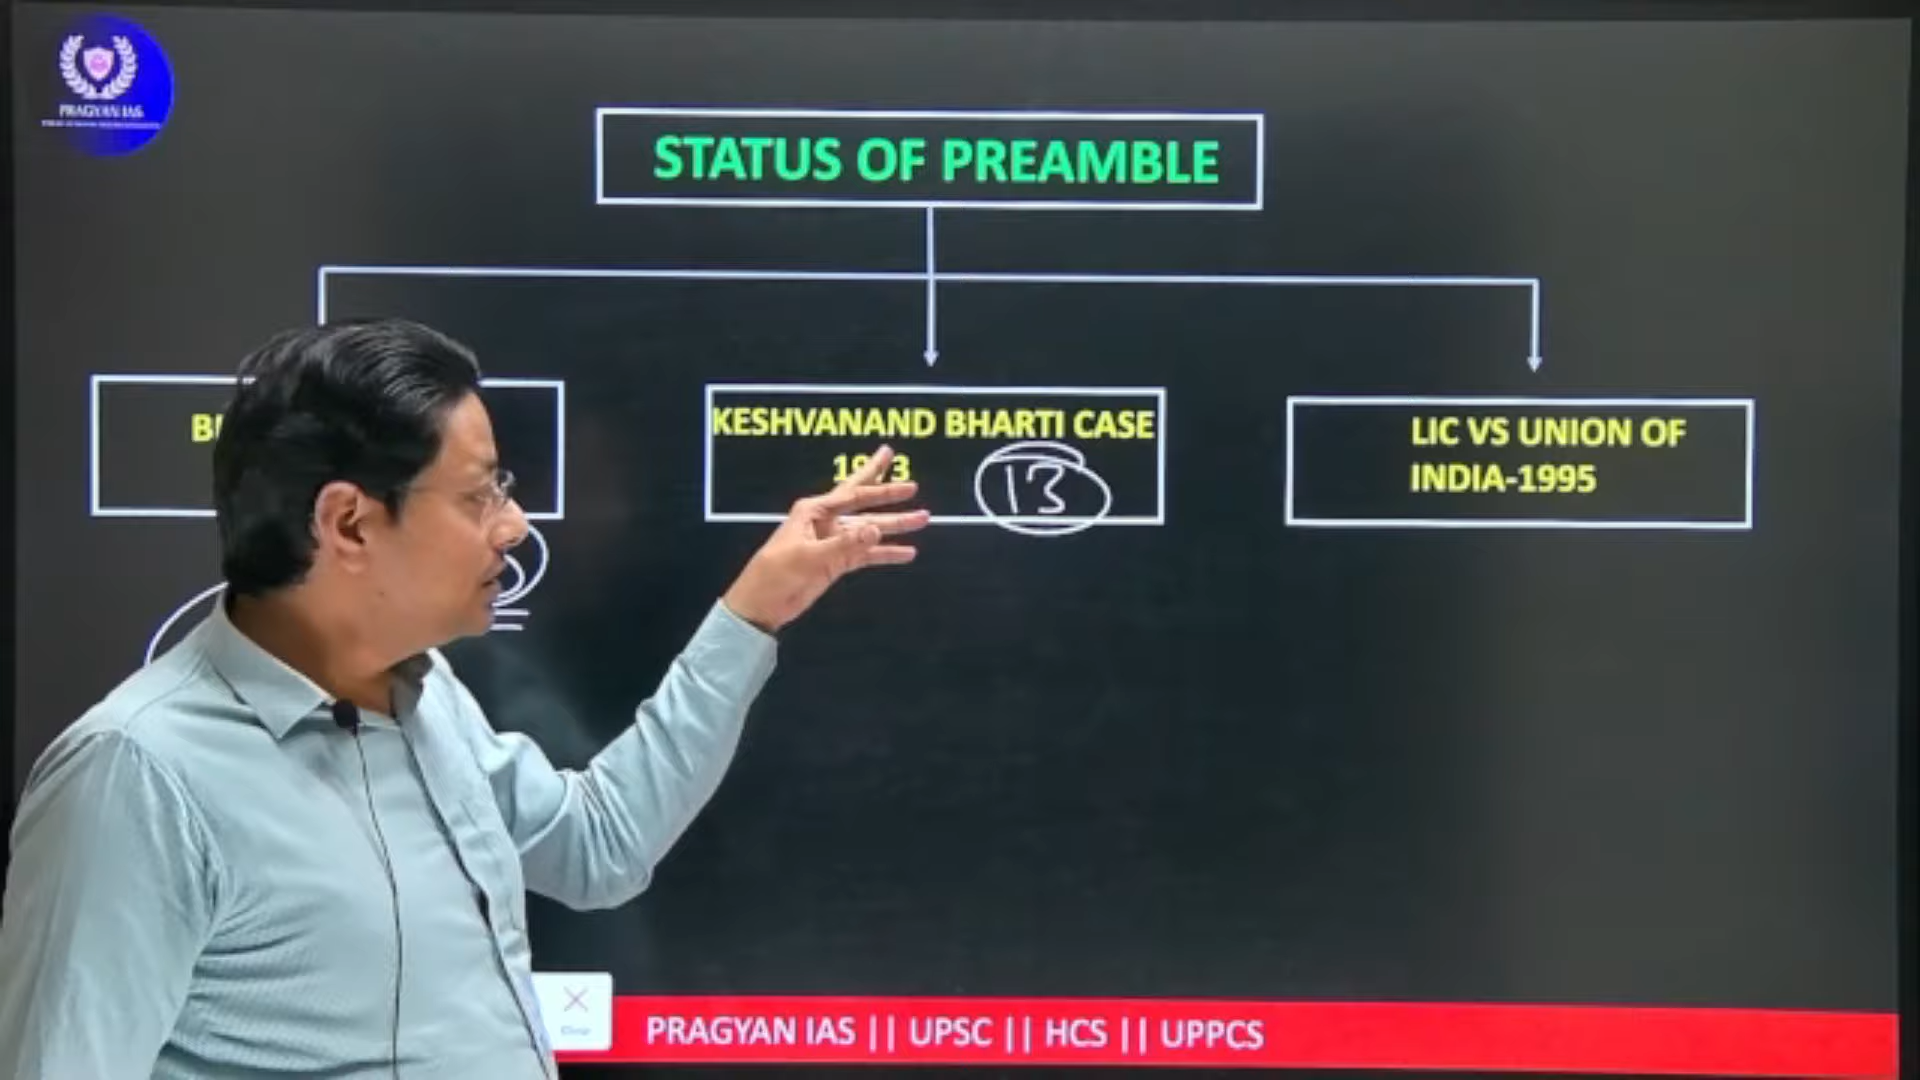 PRAGYAN IAS
STATUS OF PREAMBLE
KESHVANAND BHARTI CASE
13
LIC VS UNION OF
INDIA-1995
PRAGYAN IAS || UPSC || HCS || UPPCS